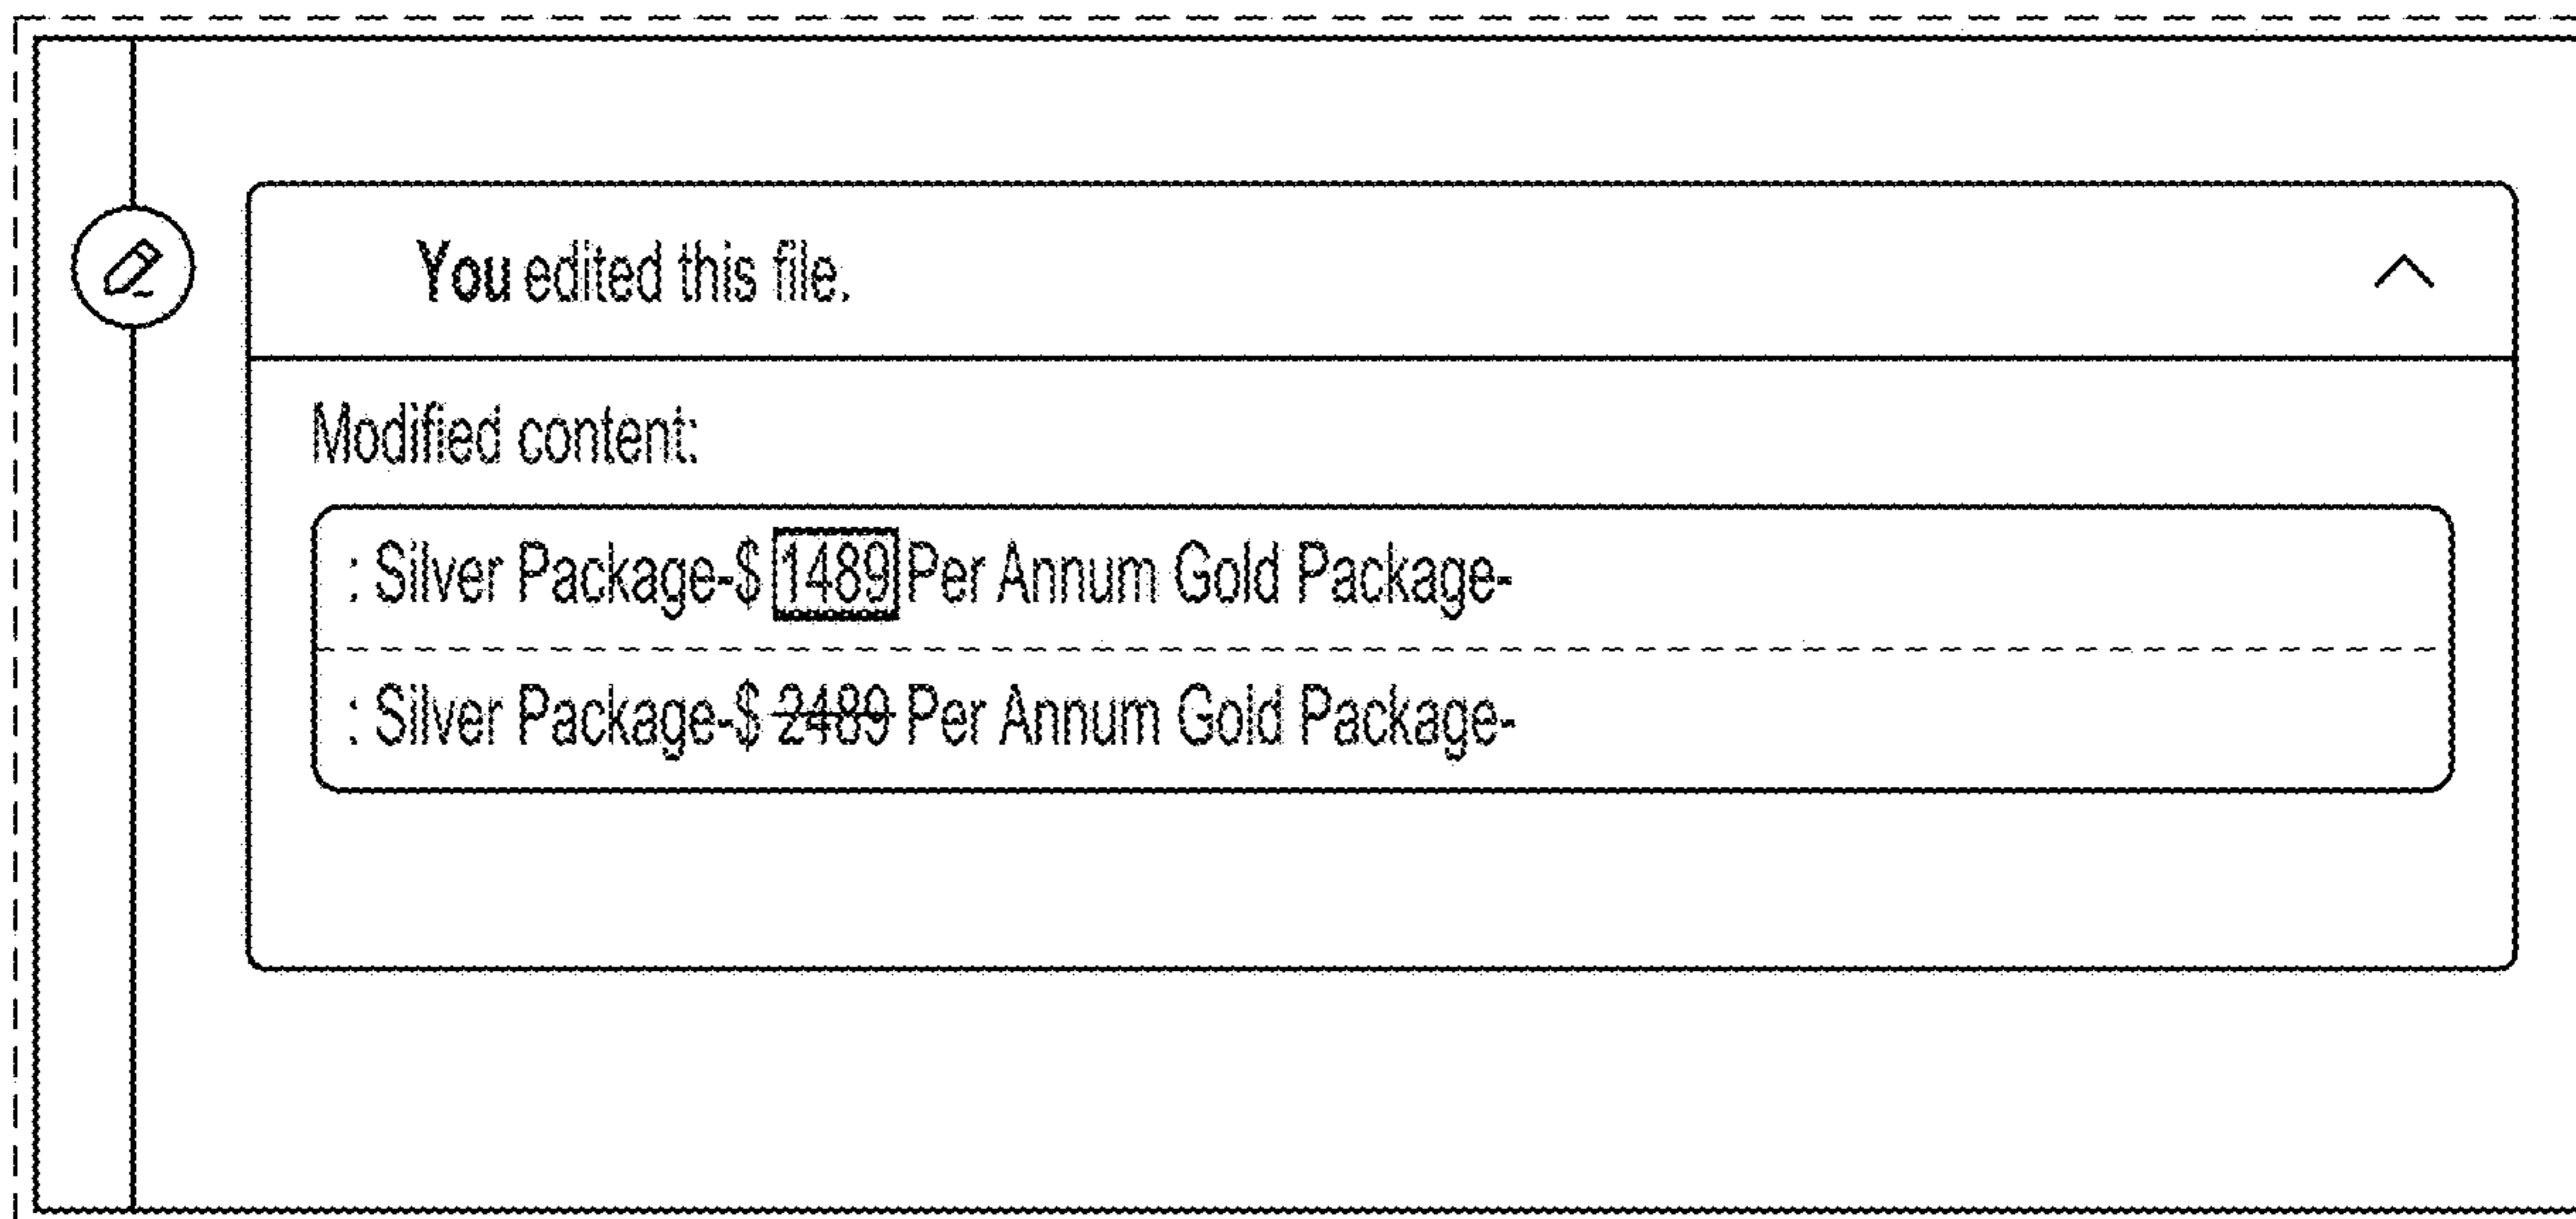 You edited this file.
Modified content:
: Silver Package-$ 1489 Per Annum Gold Package-
: Silver Package-$ 2489 Per Annum Gold Package-